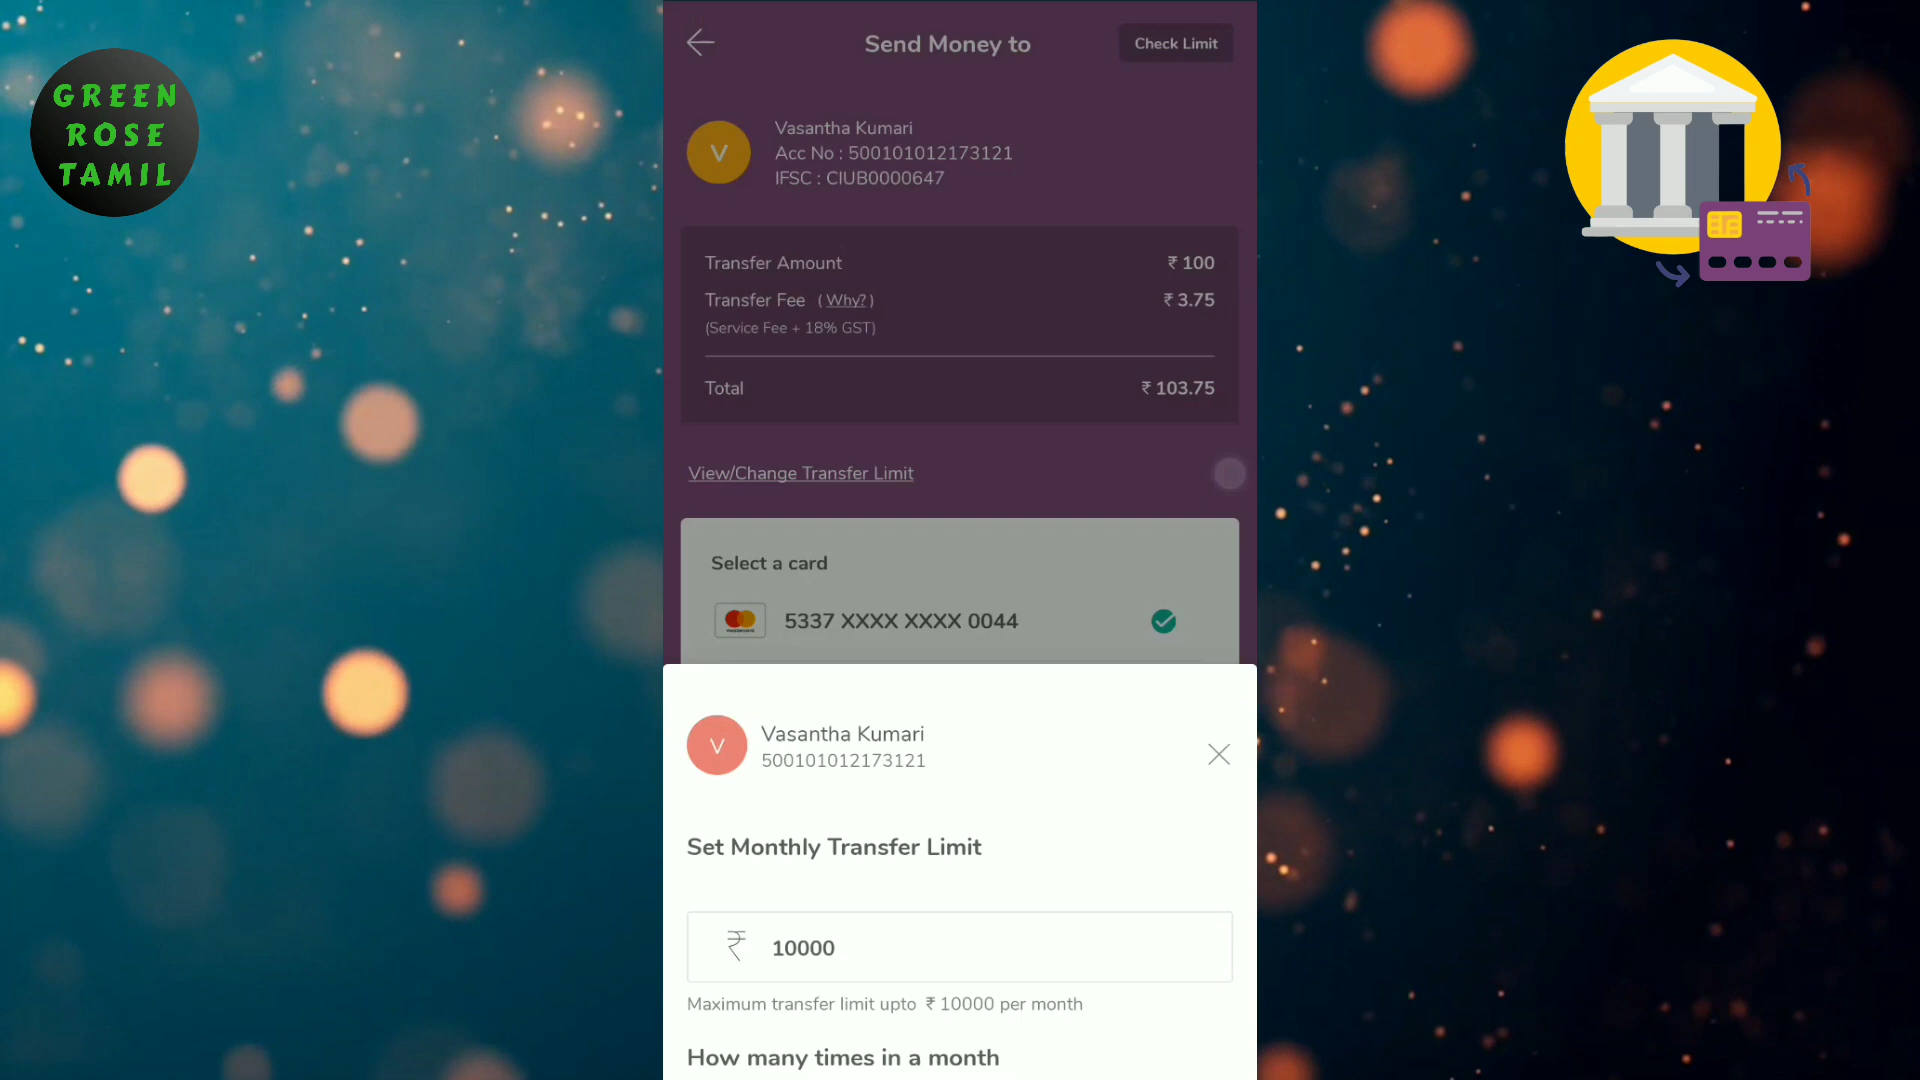 GREEN
ROSE
TAMIL
Send Money to
Check Limit
V
Vasantha Kumari
Acc No : 500101012173121
IFSC : CIUB0000647
Transfer Amount ₹ 100
Transfer Fee ( Why? ) ₹ 3.75
(Service Fee + 18% GST)
Total ₹ 103.75
View/Change Transfer Limit
Select a card
5337 XXXX XXXX 0044
V
Vasantha Kumari
500101012173121
Set Monthly Transfer Limit
₹ 10000
Maximum transfer limit upto ₹ 10000 per month
How many times in a month